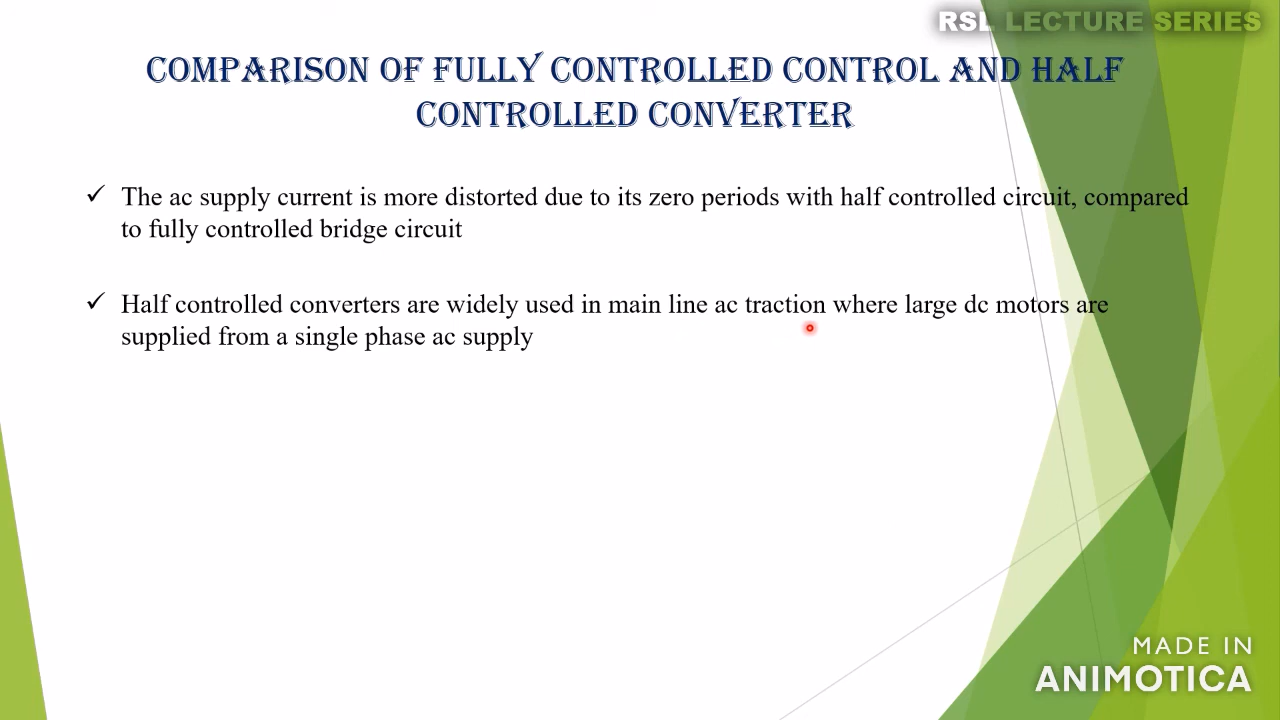 RSL LECTURE SERIES
COMPARISON OF FULLY CONTROLLED CONTROL AND HALF
CONTROLLED CONVERTER
✓ The ac supply current is more distorted due to its zero periods with half controlled circuit, compared
to fully controlled bridge circuit
✓ Half controlled converters are widely used in main line ac traction where large dc motors are
supplied from a single phase ac supply
MADE IN
ANIMOTICA